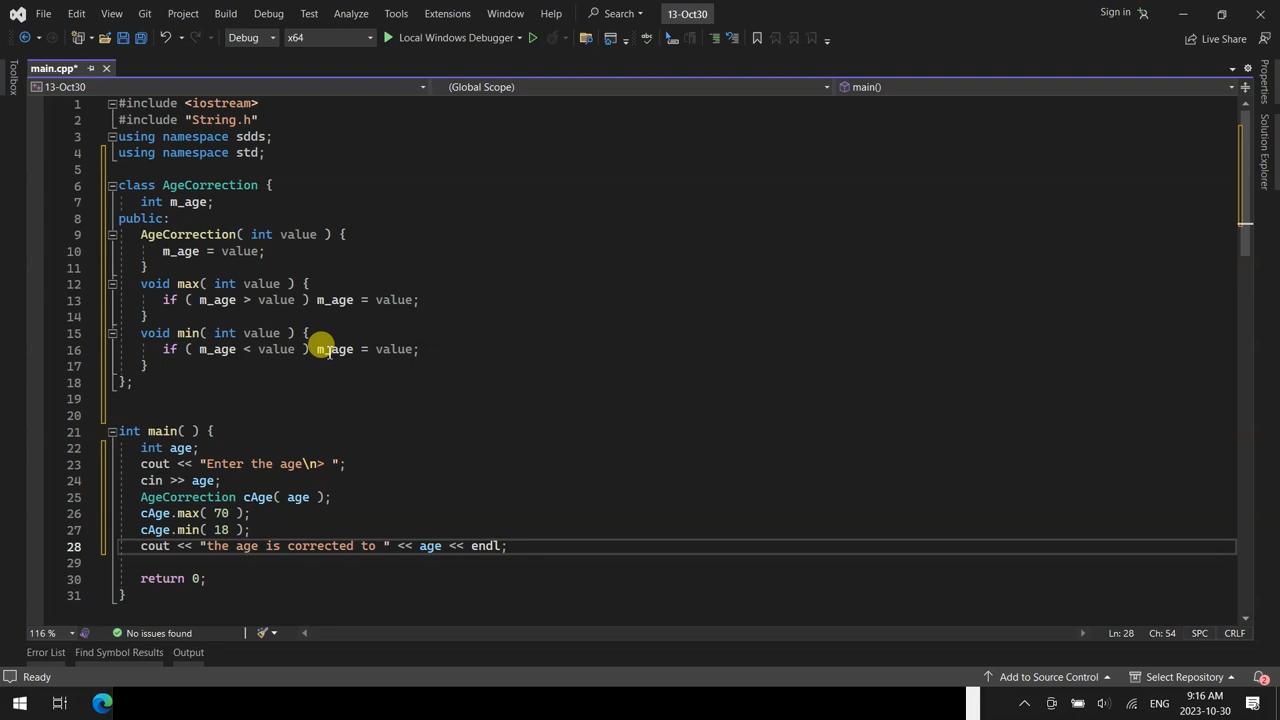 File Edit View Git Project Build Debug Test Analyze Tools Extensions Window Help Search 13-Oct30 Sign in
Debug x64 Local Windows Debugger Live Share
Toolbox
main.cpp*
13-Oct30 (Global Scope) main()
1 #include <iostream>
2 #include "String.h"
3 using namespace sdds;
4 using namespace std;
5
6 class AgeCorrection {
7 int m_age;
8 public:
9 AgeCorrection( int value ) {
10 m_age = value;
11 }
12 void max( int value ) {
13 if ( m_age > value ) m_age = value;
14 }
15 void min( int value ) {
16 if ( m_age < value ) m_age = value;
17 }
18 };
19
20
21 int main( ) {
22 int age;
23 cout << "Enter the age\n> ";
24 cin >> age;
25 AgeCorrection cAge( age );
26 cAge.max( 70 );
27 cAge.min( 18 );
28 cout << "the age is corrected to " << age << endl;
29
30 return 0;
31 }
Properties
Solution Explorer
116 % No issues found Ln: 28 Ch: 54 SPC CRLF
Error List Find Symbol Results Output
Ready Add to Source Control Select Repository 2
ENG 9:16 AM
2023-10-30